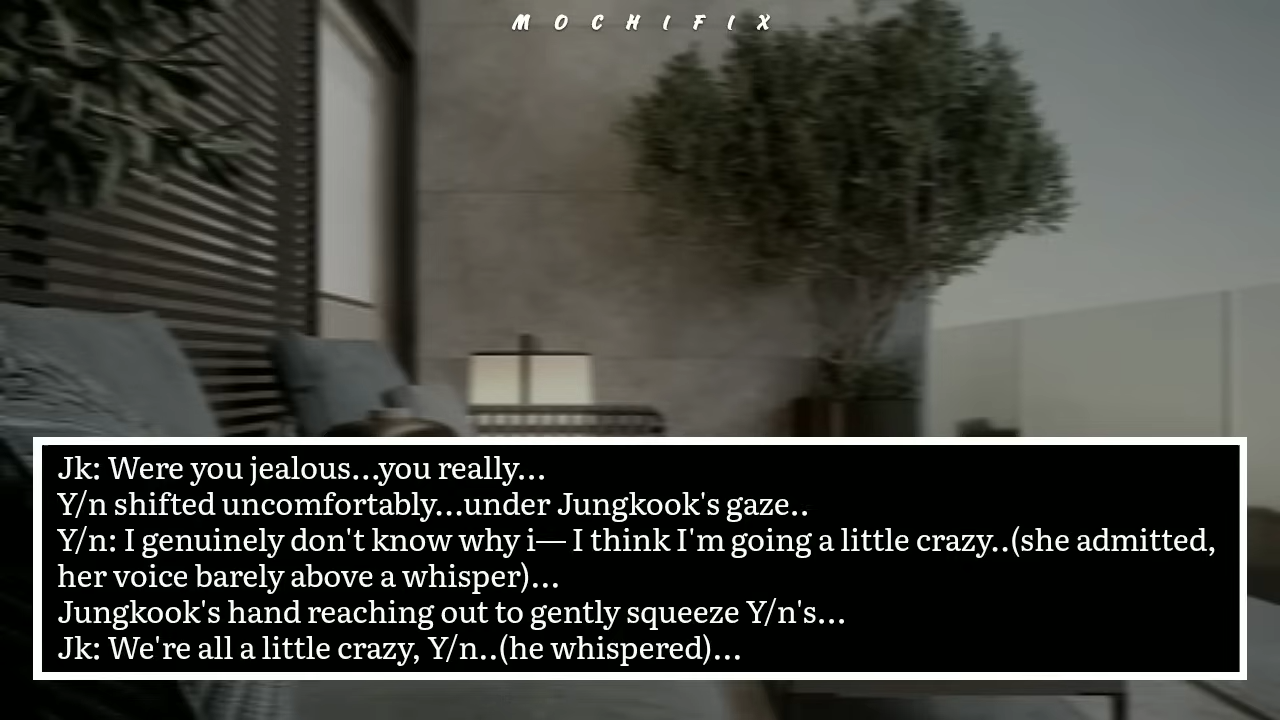 MOCHIFIX
Jk: Were you jealous...you really...
Y/n shifted uncomfortably...under Jungkook's gaze..
Y/n: I genuinely don't know why i— I think I'm going a little crazy..(she admitted,
her voice barely above a whisper)...
Jungkook's hand reaching out to gently squeeze Y/n's...
Jk: We're all a little crazy, Y/n..(he whispered)...